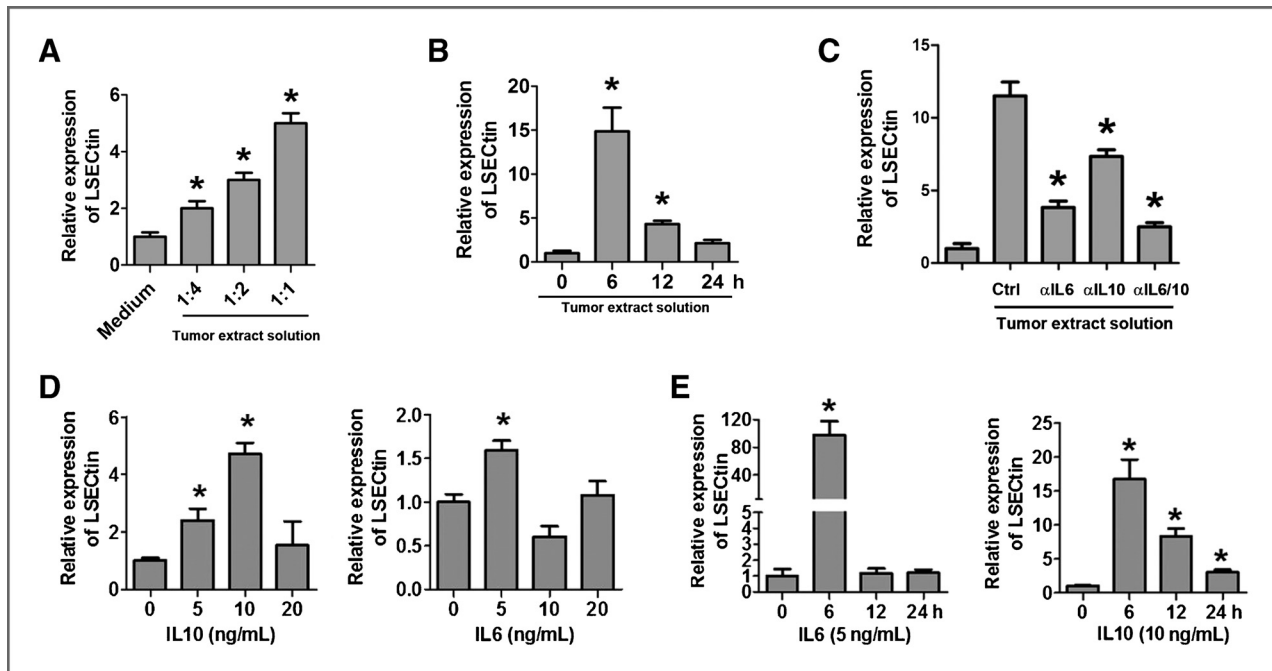 A
Relative expression
of LSECtin
6
4
2
0
*
*
*
Medium
1:4
1:2
1:1
Tumor extract solution
B
Relative expression
of LSECtin
20
15
10
5
0
*
*
0 6 12 24 h
Tumor extract solution
C
Relative expression
of LSECtin
15
10
5
0
*
*
*
Ctrl αIL6 αIL10 αIL6/10
Tumor extract solution
D
Relative expression
of LSECtin
6
4
2
0
*
*
0 5 10 20
IL10 (ng/mL)
Relative expression
of LSECtin
2.0
1.5
1.0
0.5
0.0
*
0 5 10 20
IL6 (ng/mL)
E
Relative expression
of LSECtin
120
80
40
5
4
3
2
1
0
*
0 6 12 24 h
IL6 (5 ng/mL)
Relative expression
of LSECtin
25
20
15
10
5
0
*
*
*
0 6 12 24 h
IL10 (10 ng/mL)